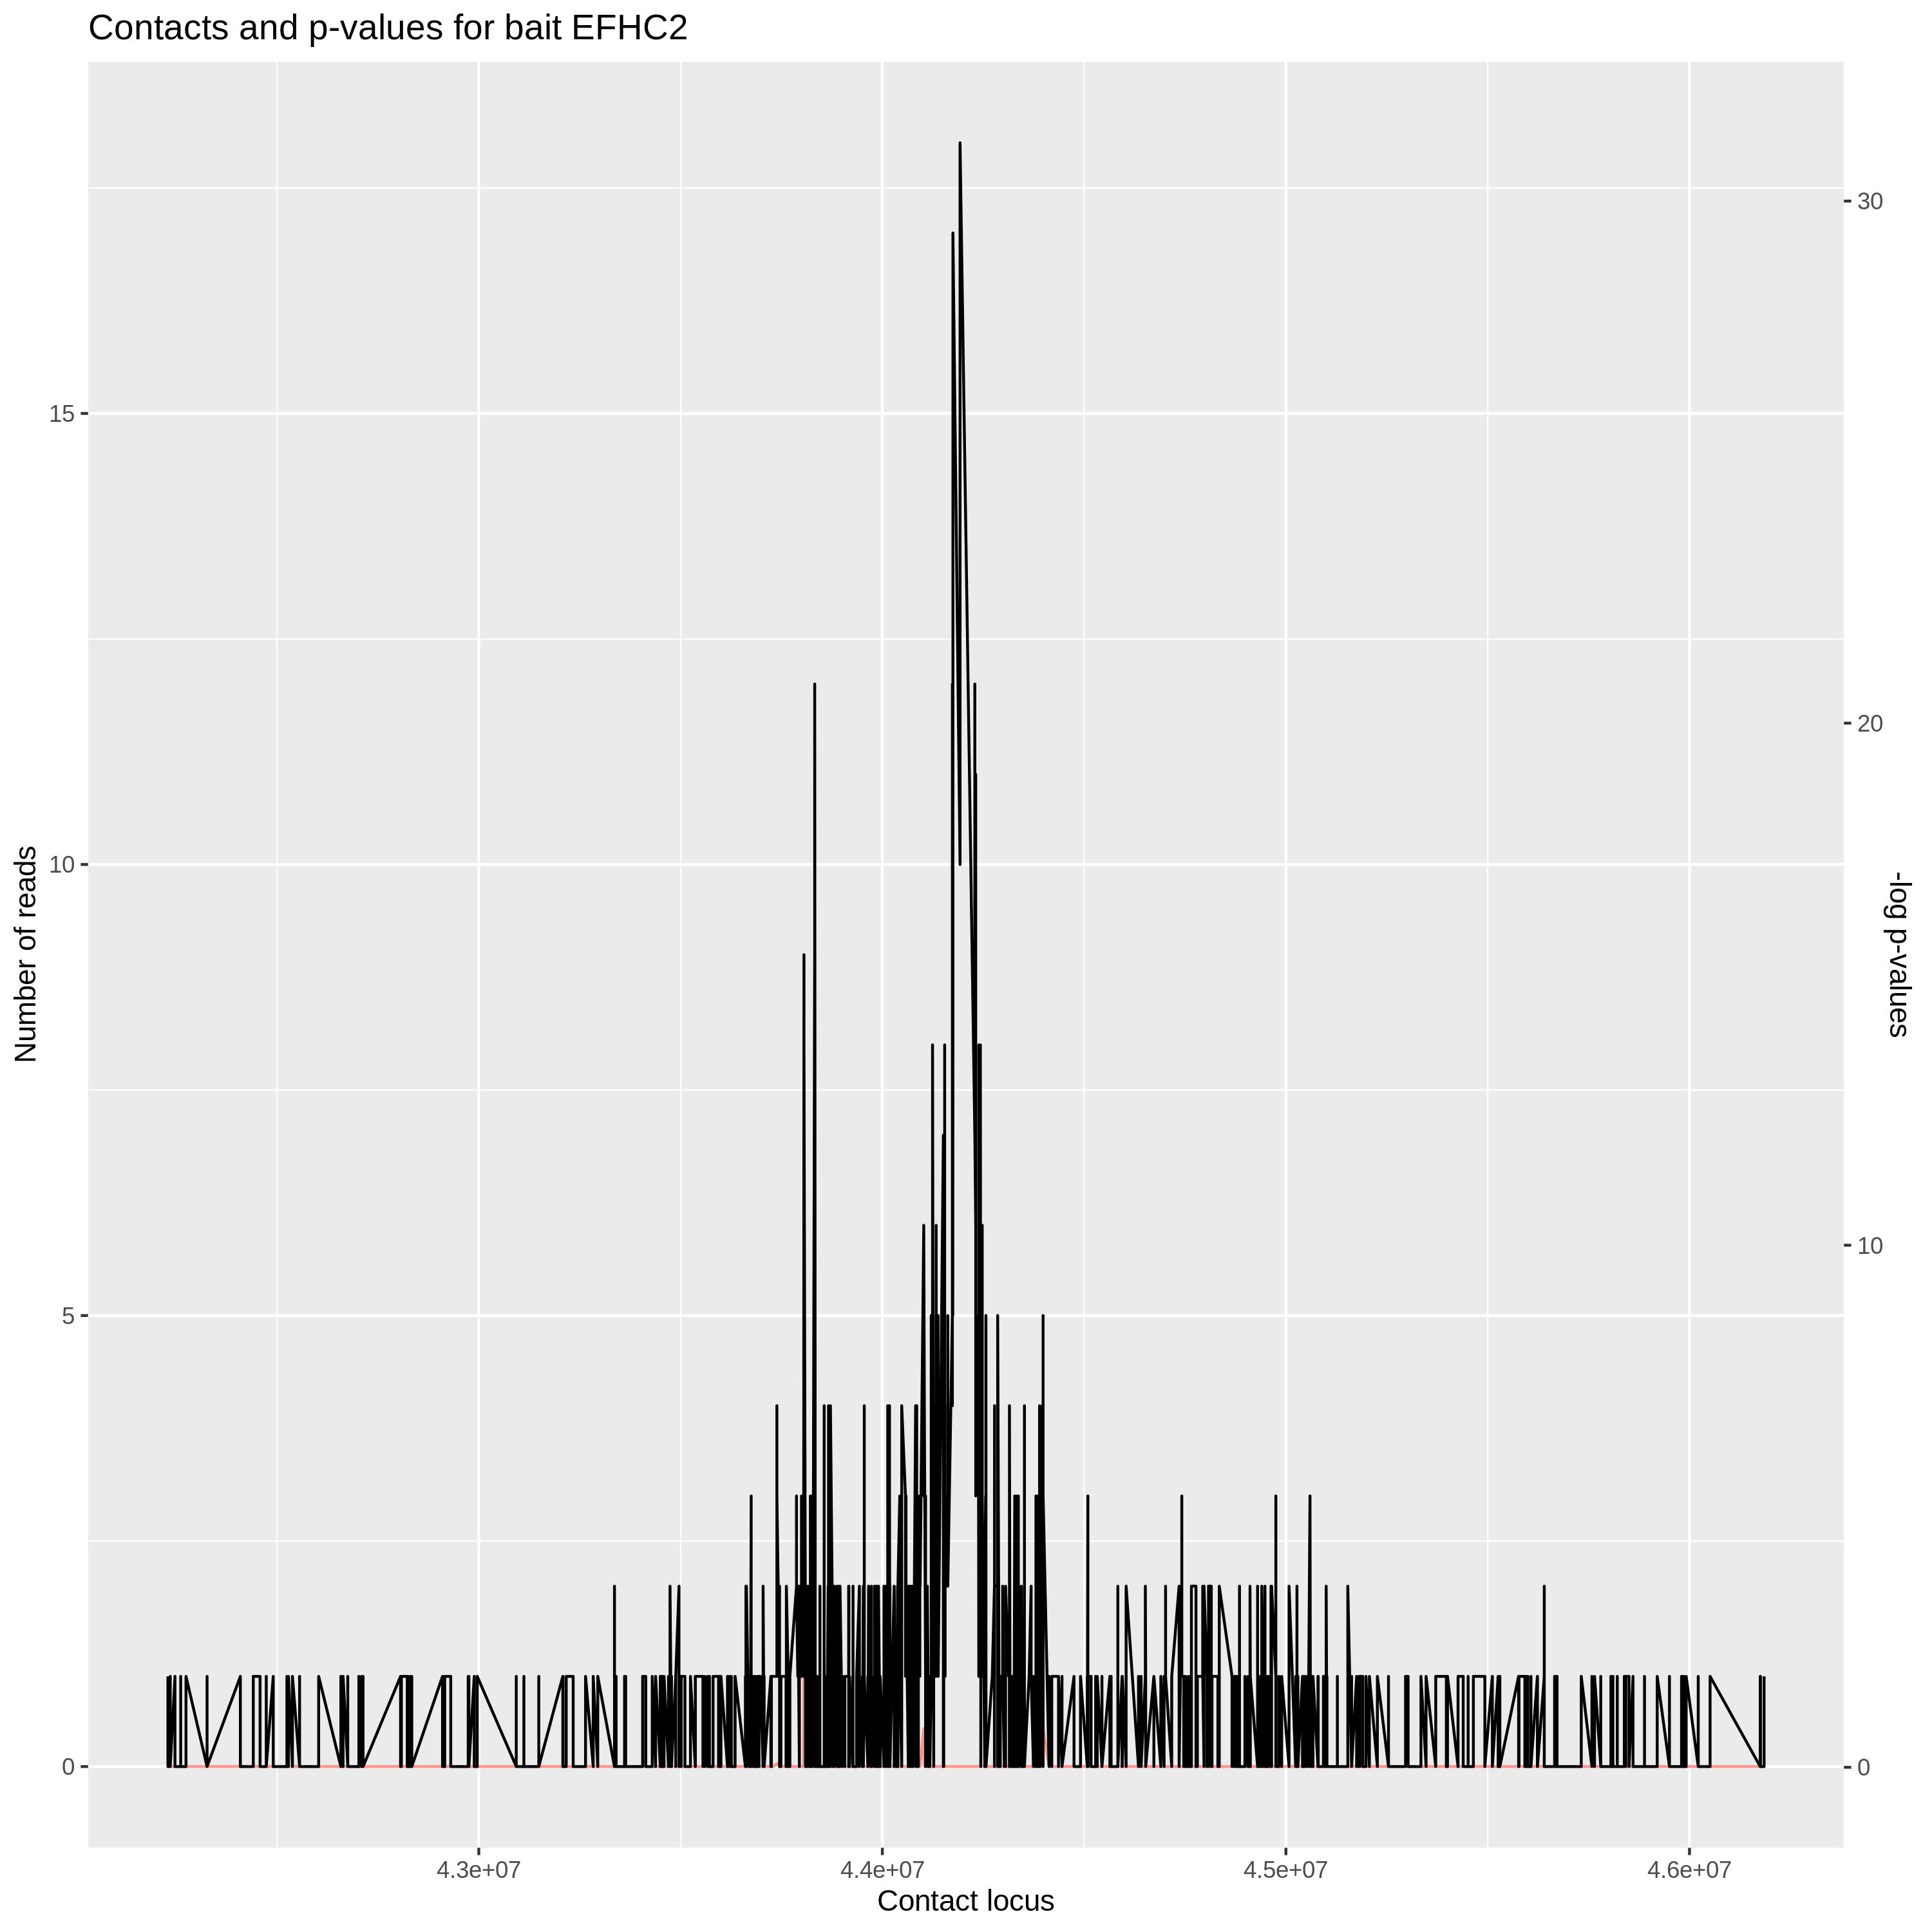 Contacts and p-values for bait EFHC2
15
10
5
0
Number of reads
30
20
10
0
-log p-values
4.3e+07
4.4e+07
4.5e+07
4.6e+07
Contact locus